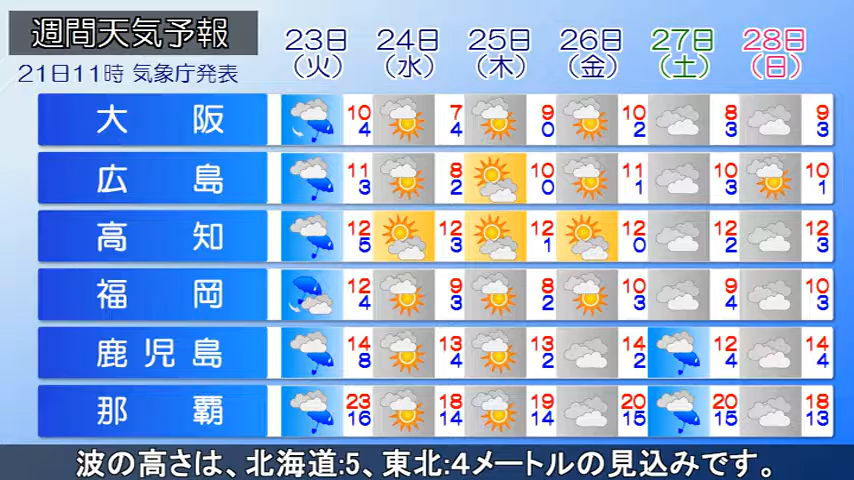 週間天気予報
21日11時 気象庁発表
23日 24日 25日 26日 27日 28日
(火) (水) (木) (金) (土) (日)
大阪 10 4 7 4 9 0 10 2 8 3 9 3
広島 11 3 8 2 10 0 11 1 10 3 10 1
高知 12 5 12 3 12 1 12 0 12 2 12 3
福岡 12 4 9 3 8 2 10 3 9 4 10 3
鹿児島 14 8 13 4 13 2 14 2 12 4 14 4
那覇 23 16 18 14 19 14 20 15 20 15 18 13
波の高さは、北海道:5、東北:4メートルの見込みです。